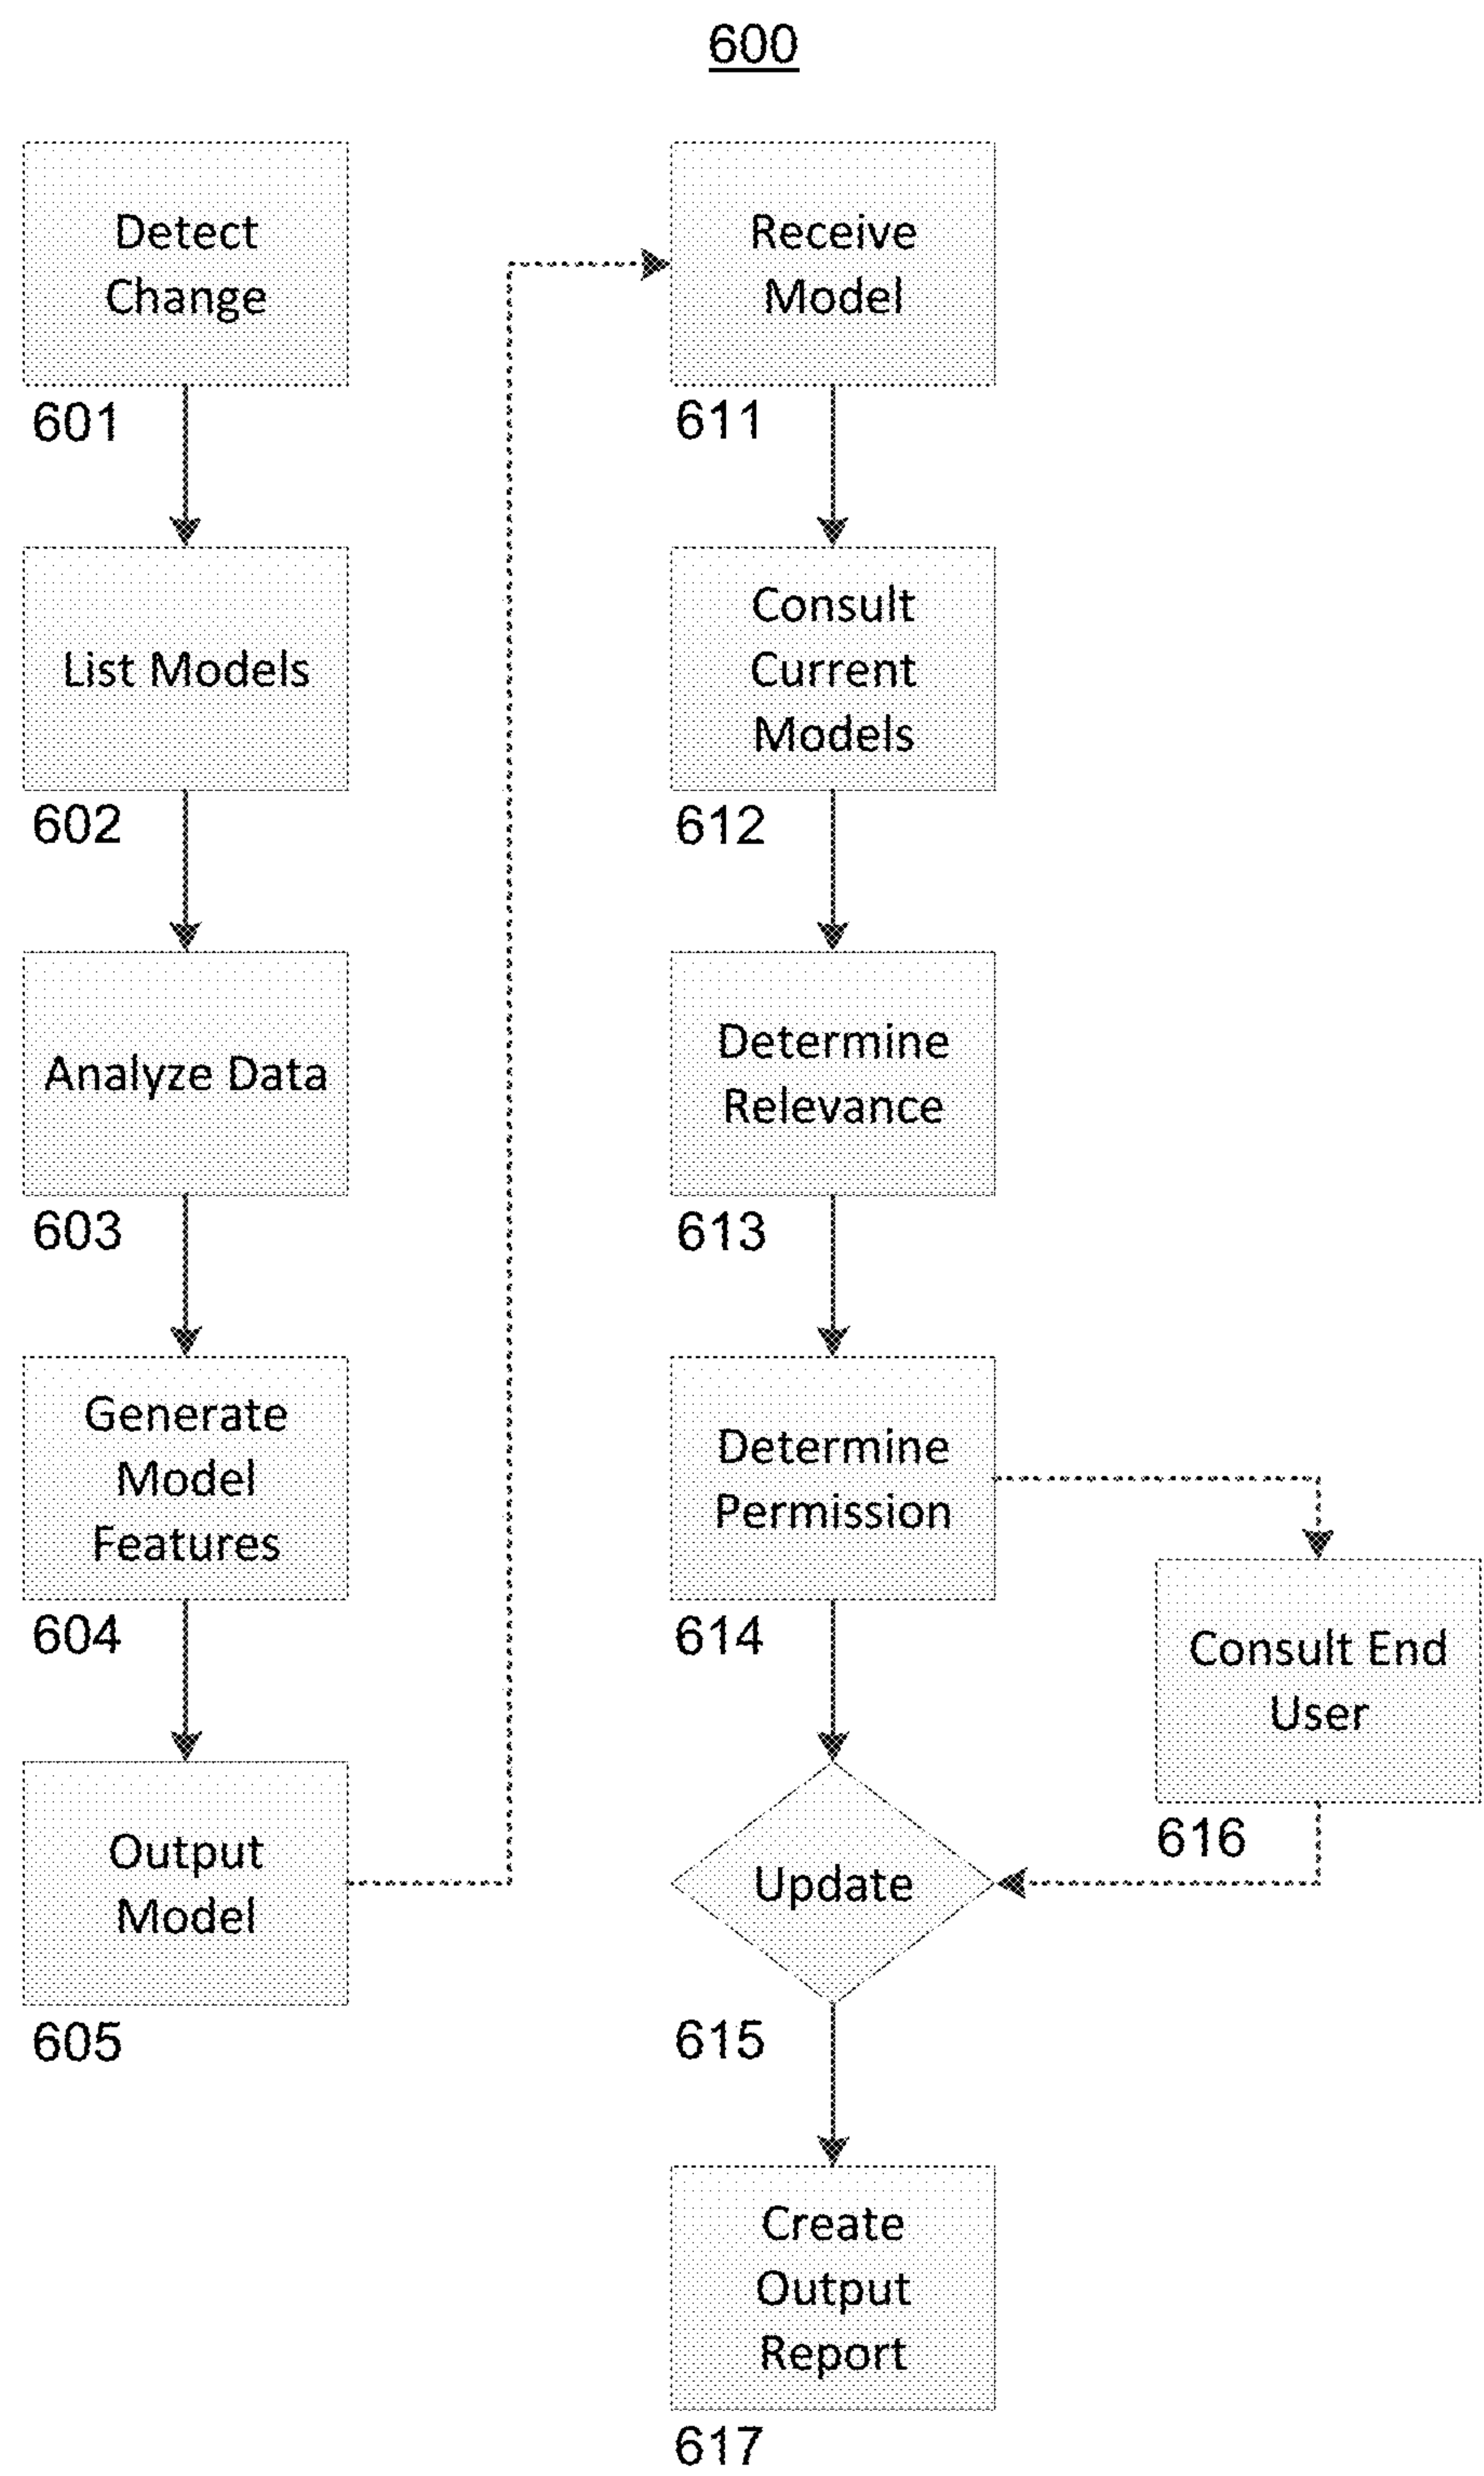 600
Detect
Change
601
List Models
602
Analyze Data
603
Generate
Model
Features
604
Output
Model
605
Receive
Model
611
Consult
Current
Models
612
Determine
Relevance
613
Determine
Permission
614
Consult End
User
616
Update
615
Create
Output
Report
617